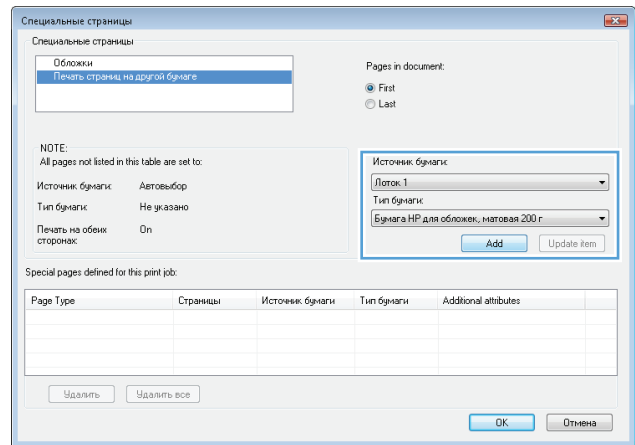 Специальные страницы
Специальные страницы
Обложки
Печать страниц на другой бумаге
Pages in document:
First
Last
NOTE:
All pages not listed in this table are set to:
Источник бумаги: Автовыбор
Тип бумаги: Не указано
Печать на обеих сторонах: On
Источник бумаги:
Лоток 1
Тип бумаги:
Бумага HP для обложек, матовая 200 г
Add Update item
Special pages defined for this print job:
Page Type Страницы Источник бумаги Тип бумаги Additional attributes
Удалить Удалить все
OK Отмена